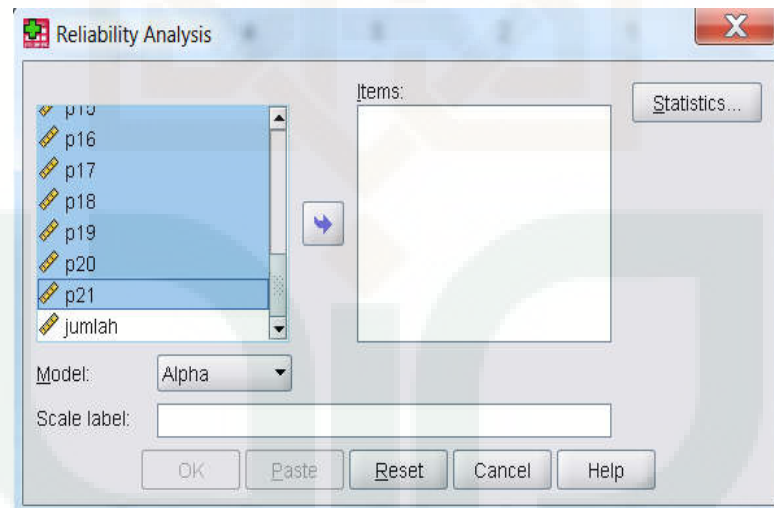 Reliability Analysis
Items:
Statistics...
p15
p16
p17
p18
p19
p20
p21
jumlah
Model: Alpha
Scale label:
OK Paste Reset Cancel Help